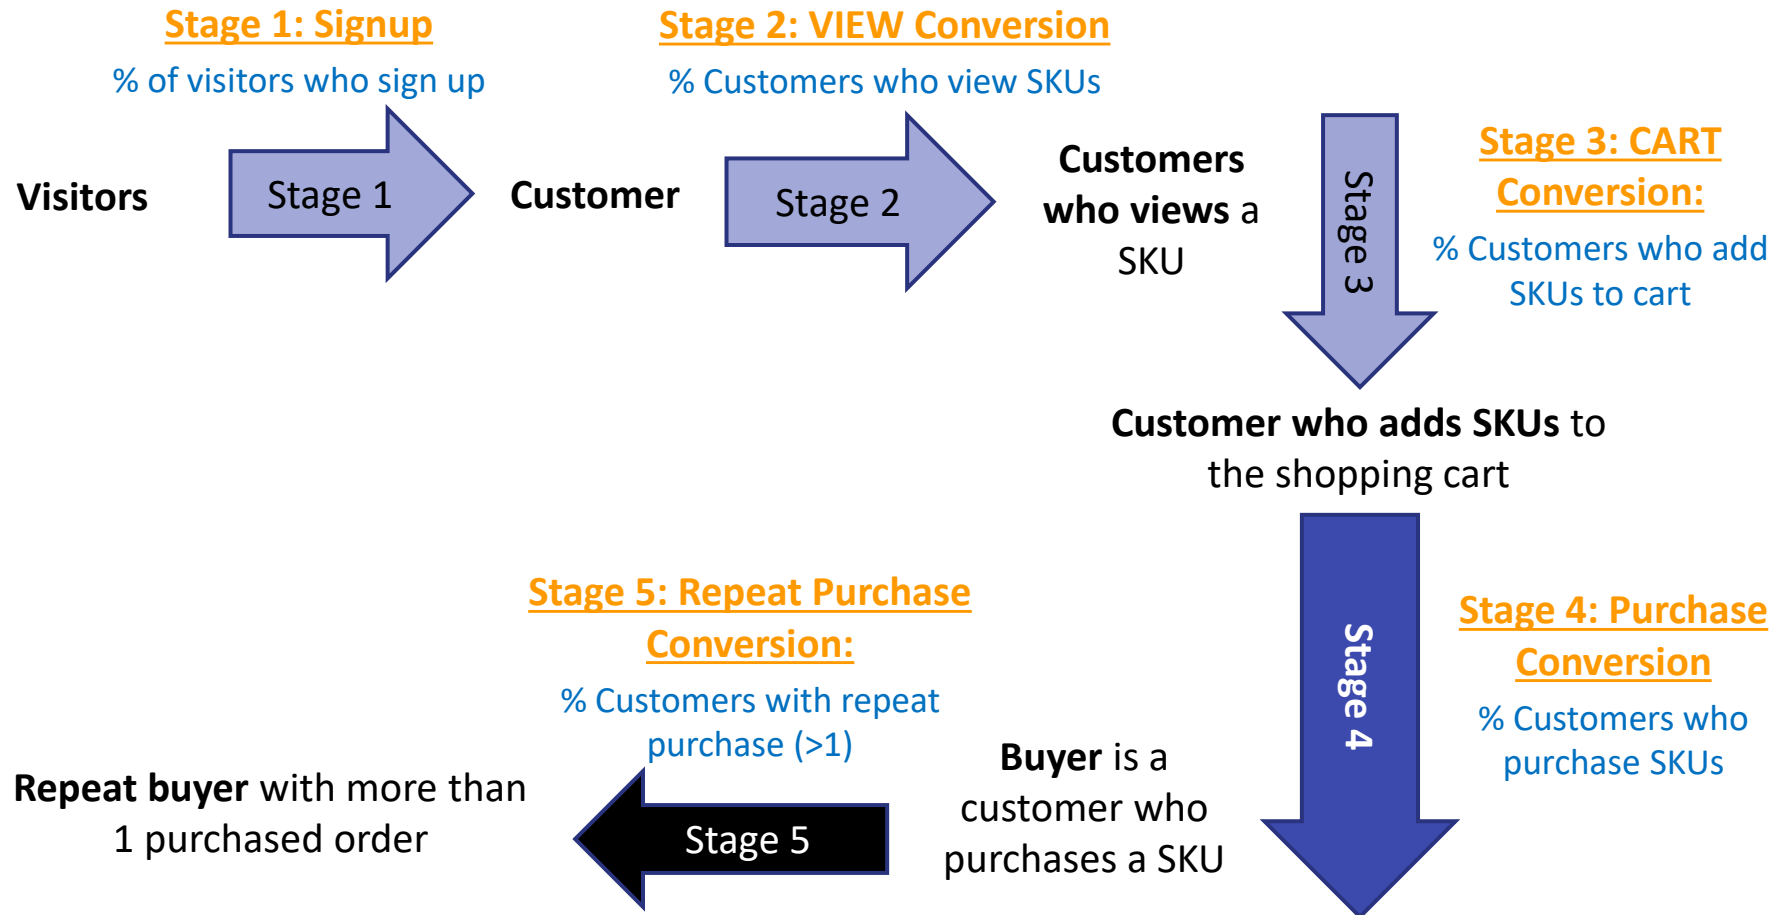 Stage 1: Signup
% of visitors who sign up
Visitors
Stage 1
Customer
Stage 2: VIEW Conversion
% Customers who view SKUs
Stage 2
Customers
who views a
SKU
Stage 3
Stage 3: CART
Conversion:
% Customers who add
SKUs to cart
Customer who adds SKUs to
the shopping cart
Stage 4
Stage 4: Purchase
Conversion
% Customers who
purchase SKUs
Buyer is a
customer who
purchases a SKU
Stage 5: Repeat Purchase
Conversion:
% Customers with repeat
purchase (>1)
Stage 5
Repeat buyer with more than
1 purchased order